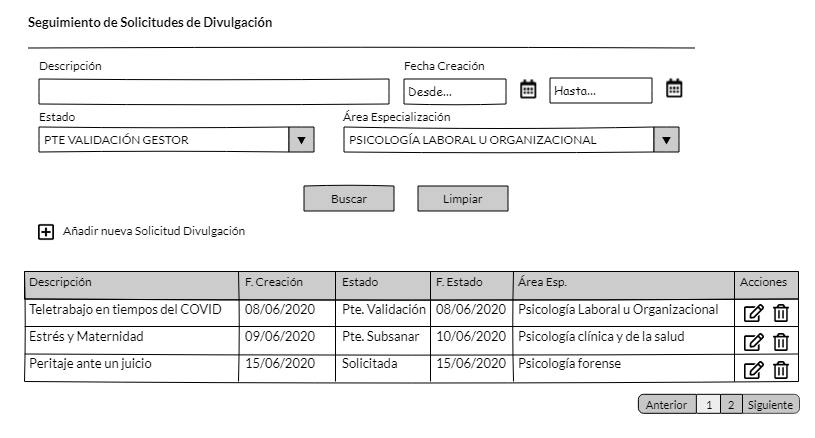 Seguimiento de Solicitudes de Divulgación
Descripción Fecha Creación
Desde... Hasta...
Estado Área Especialización
PTE VALIDACIÓN GESTOR PSICOLOGÍA LABORAL U ORGANIZACIONAL
Buscar Limpiar
Añadir nueva Solicitud Divulgación
Descripción F. Creación Estado F. Estado Área Esp. Acciones
Teletrabajo en tiempos del COVID 08/06/2020 Pte. Validación 08/06/2020 Psicología Laboral u Organizacional
Estrés y Maternidad 09/06/2020 Pte. Subsanar 10/06/2020 Psicología clínica y de la salud
Peritaje ante un juicio 15/06/2020 Solicitada 15/06/2020 Psicología forense
Anterior 1 2 Siguiente